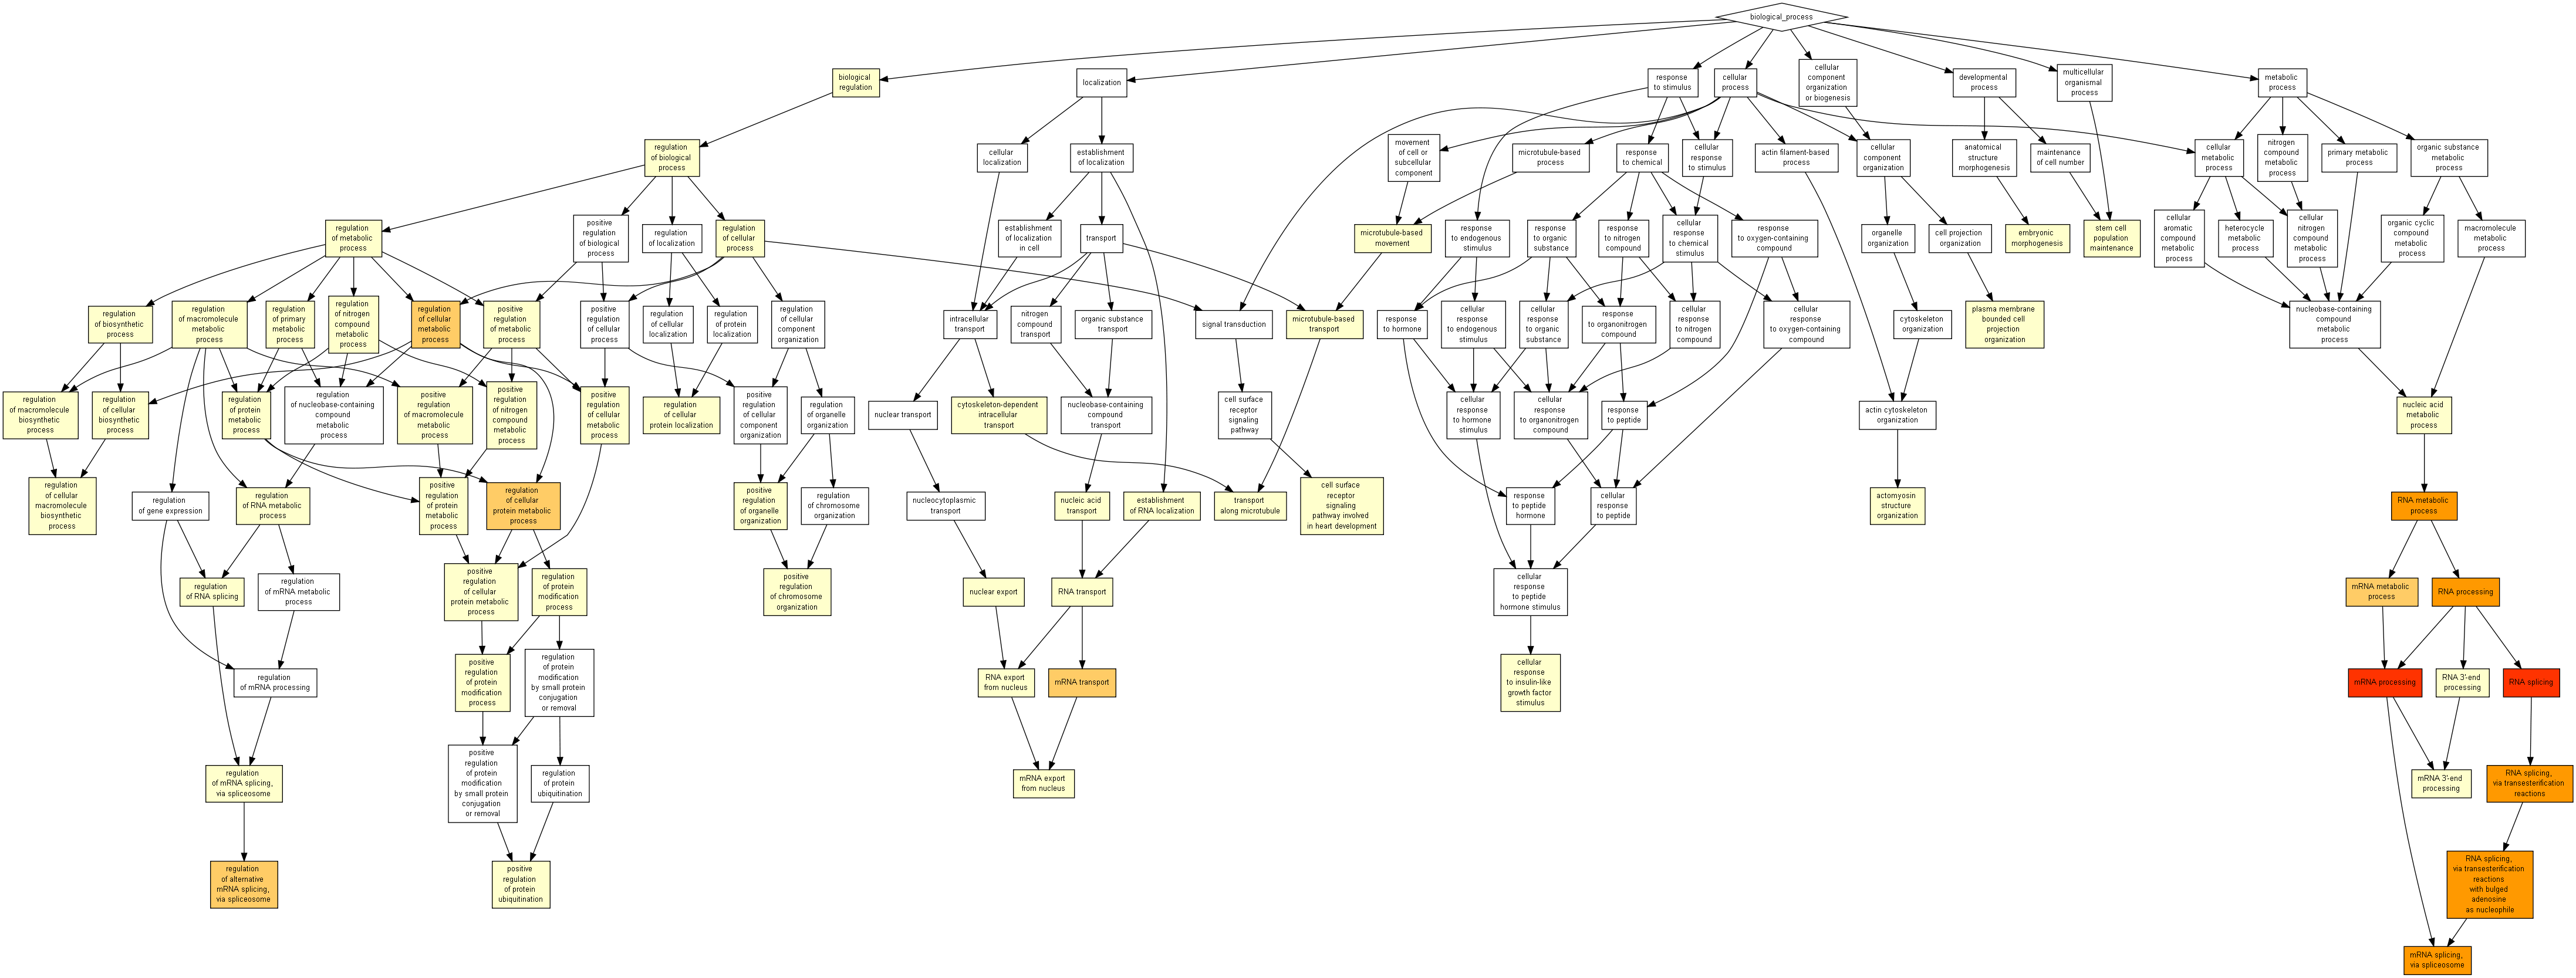 biological_process
biological
regulation
localization
response
to stimulus
cellular
process
cellular
component
organization
or biogenesis
developmental
process
multicellular
organismal
process
metabolic
process
regulation
of biological
process
cellular
localization
establishment
of localization
movement
of cell or
subcellular
component
microtubule-based
process
response
to chemical
cellular
response
to stimulus
actin filament-based
process
cellular
component
organization
anatomical
structure
morphogenesis
maintenance
of cell number
cellular
metabolic
process
nitrogen
compound
metabolic
process
primary metabolic
process
organic substance
metabolic
process
regulation
of metabolic
process
positive
regulation
of biological
process
regulation
of localization
regulation
of cellular
process
establishment
of localization
in cell
transport
microtubule-based
movement
response
to endogenous
stimulus
response
to organic
substance
response
to nitrogen
compound
cellular
response
to chemical
stimulus
response
to oxygen-containing
compound
organelle
organization
cell projection
organization
embryonic
morphogenesis
stem cell
population
maintenance
cellular
aromatic
compound
metabolic
process
heterocycle
metabolic
process
cellular
nitrogen
compound
metabolic
process
organic cyclic
compound
metabolic
process
macromolecule
metabolic
process
regulation
of biosynthetic
process
regulation
of macromolecule
metabolic
process
regulation
of primary
metabolic
process
regulation
of nitrogen
compound
metabolic
process
regulation
of cellular
metabolic
process
positive
regulation
of metabolic
process
positive
regulation
of cellular
process
regulation
of cellular
localization
regulation
of protein
localization
regulation
of cellular
component
organization
intracellular
transport
nitrogen
compound
transport
organic substance
transport
signal transduction
microtubule-based
transport
response
to hormone
cellular
response
to endogenous
stimulus
cellular
response
to organic
substance
response
to organonitrogen
compound
cellular
response
to nitrogen
compound
cellular
response
to oxygen-containing
compound
cytoskeleton
organization
plasma membrane
bounded cell
projection
organization
nucleobase-containing
compound
metabolic
process
regulation
of macromolecule
biosynthetic
process
regulation
of cellular
biosynthetic
process
regulation
of protein
metabolic
process
regulation
of nucleobase-containing
compound
metabolic
process
positive
regulation
of macromolecule
metabolic
process
positive
regulation
of nitrogen
compound
metabolic
process
positive
regulation
of cellular
metabolic
process
regulation
of cellular
protein localization
positive
regulation
of cellular
component
organization
regulation
of organelle
organization
nuclear transport
cytoskeleton-dependent
intracellular
transport
nucleobase-containing
compound
transport
cell surface
receptor
signaling
pathway
cellular
response
to hormone
stimulus
cellular
response
to organonitrogen
compound
response
to peptide
actin cytoskeleton
organization
nucleic acid
metabolic
process
regulation
of cellular
macromolecule
biosynthetic
process
regulation
of gene expression
regulation
of RNA metabolic
process
positive
regulation
of protein
metabolic
process
regulation
of cellular
protein metabolic
process
positive
regulation
of organelle
organization
regulation
of chromosome
organization
nucleocytoplasmic
transport
nucleic acid
transport
establishment
of RNA localization
transport
along microtubule
cell surface
receptor
signaling
pathway involved
in heart development
response
to peptide
hormone
cellular
response
to peptide
actomyosin
structure
organization
RNA metabolic
process
regulation
of RNA splicing
regulation
of mRNA metabolic
process
positive
regulation
of cellular
protein metabolic
process
regulation
of protein
modification
process
positive
regulation
of chromosome
organization
nuclear export
RNA transport
cellular
response
to peptide
hormone stimulus
mRNA metabolic
process
RNA processing
regulation
of mRNA processing
positive
regulation
of protein
modification
process
regulation
of protein
modification
by small protein
conjugation
or removal
RNA export
from nucleus
mRNA transport
cellular
response
to insulin-like
growth factor
stimulus
mRNA processing
RNA 3'-end
processing
RNA splicing
regulation
of mRNA splicing,
via spliceosome
positive
regulation
of protein
modification
by small protein
conjugation
or removal
regulation
of protein
ubiquitination
mRNA export
from nucleus
mRNA 3'-end
processing
RNA splicing,
via transesterification
reactions
regulation
of alternative
mRNA splicing,
via spliceosome
positive
regulation
of protein
ubiquitination
RNA splicing,
via transesterification
reactions
with bulged
adenosine
as nucleophile
mRNA splicing,
via spliceosome